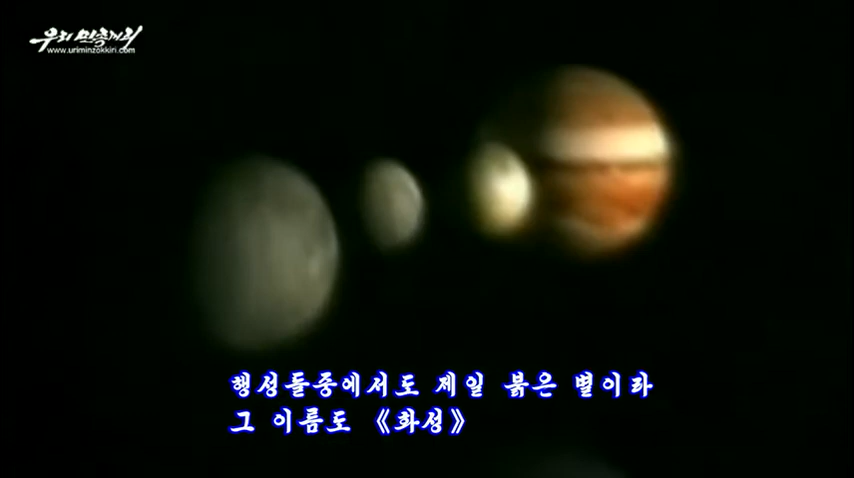 우리민족끼리
www.uriminzokkiri.com
행성들중에서도 제일 붉은 별이라
그 이름도 《화성》